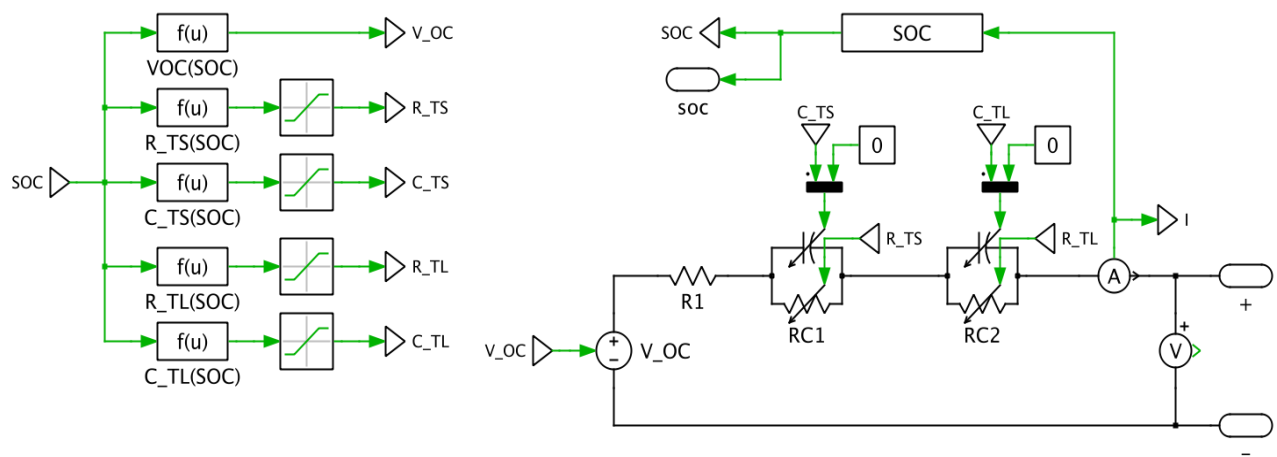 f(u)
V_OC
VOC(SOC)
f(u)
R_TS
R_TS(SOC)
SOC
f(u)
C_TS
C_TS(SOC)
f(u)
R_TL
R_TL(SOC)
f(u)
C_TL
C_TL(SOC)
SOC
SOC
soc
C_TS
0
C_TL
0
R_TS
R_TL
I
R1
RC1
RC2
A
+
V_OC
+
−
V_OC
+
V
−